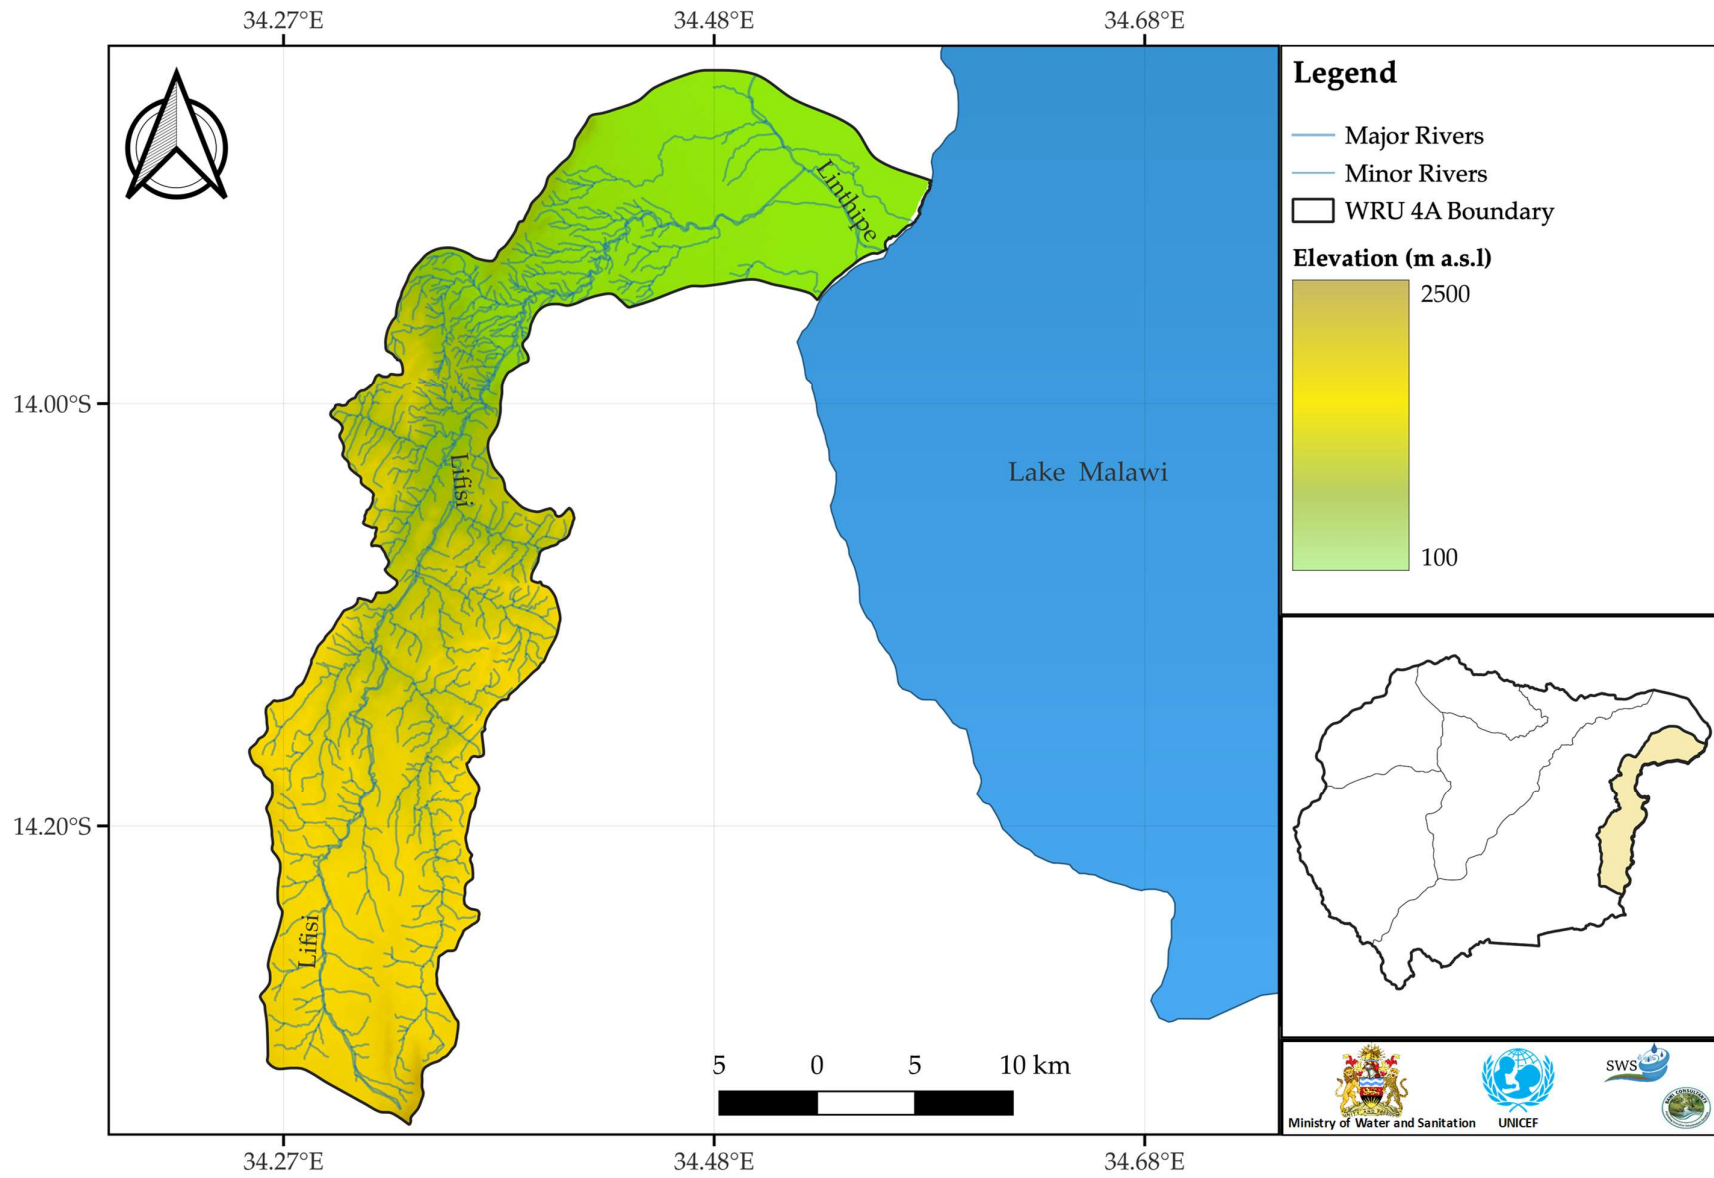 34.27°E 34.48°E 34.68°E
Legend
Major Rivers
Minor Rivers
WRU 4A Boundary
Elevation (m a.s.l)
2500
100
Linthipe
14.00°S
Lifisi
Lake Malawi
14.20°S
Lifisi
5 0 5 10 km
34.27°E 34.48°E 34.68°E
SWS
Ministry of Water and Sanitation
UNICEF